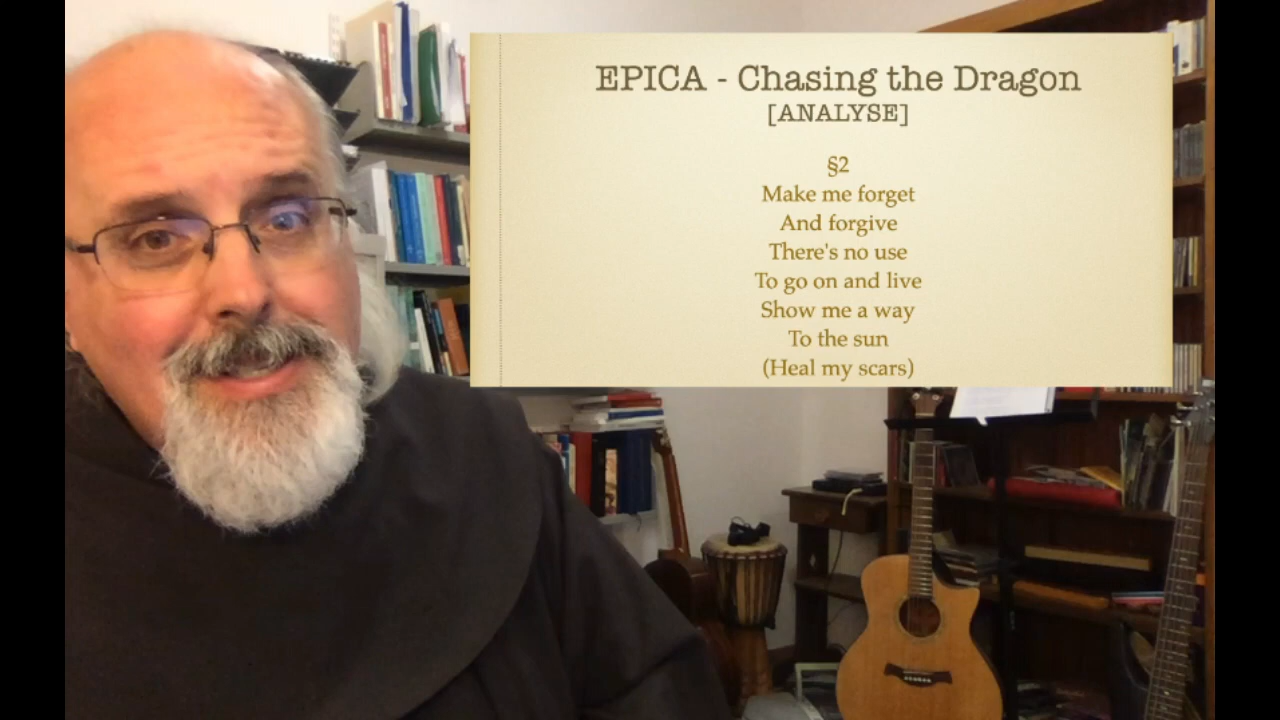 EPICA - Chasing the Dragon
[ANALYSE]
§2
Make me forget
And forgive
There's no use
To go on and live
Show me a way
To the sun
(Heal my scars)